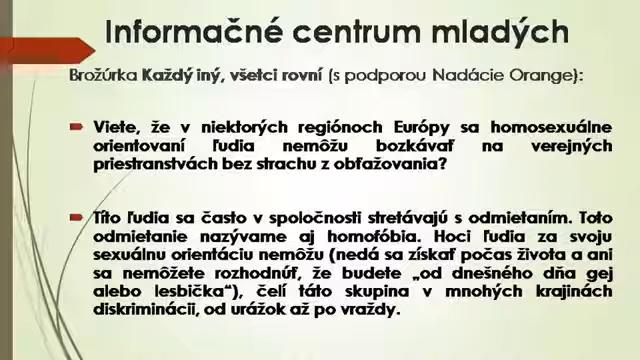 Informačné centrum mladých
Brožúrka Každý iný, všetci rovní (s podporou Nadácie Orange):
Viete, že v niektorých regiónoch Európy sa homosexuálne
orientovaní ľudia nemôžu bozkávať na verejných
priestranstvách bez strachu z obťažovania?
Títo ľudia sa často v spoločnosti stretávajú s odmietaním. Toto
odmietanie nazývame aj homofóbia. Hoci ľudia za svoju
sexuálnu orientáciu nemôžu (nedá sa získať počas života a ani
sa nemôžete rozhodnúť, že budete „od dnešného dňa gej
alebo lesbička“), čelí táto skupina v mnohých krajinách
diskriminácii, od urážok až po vraždy.